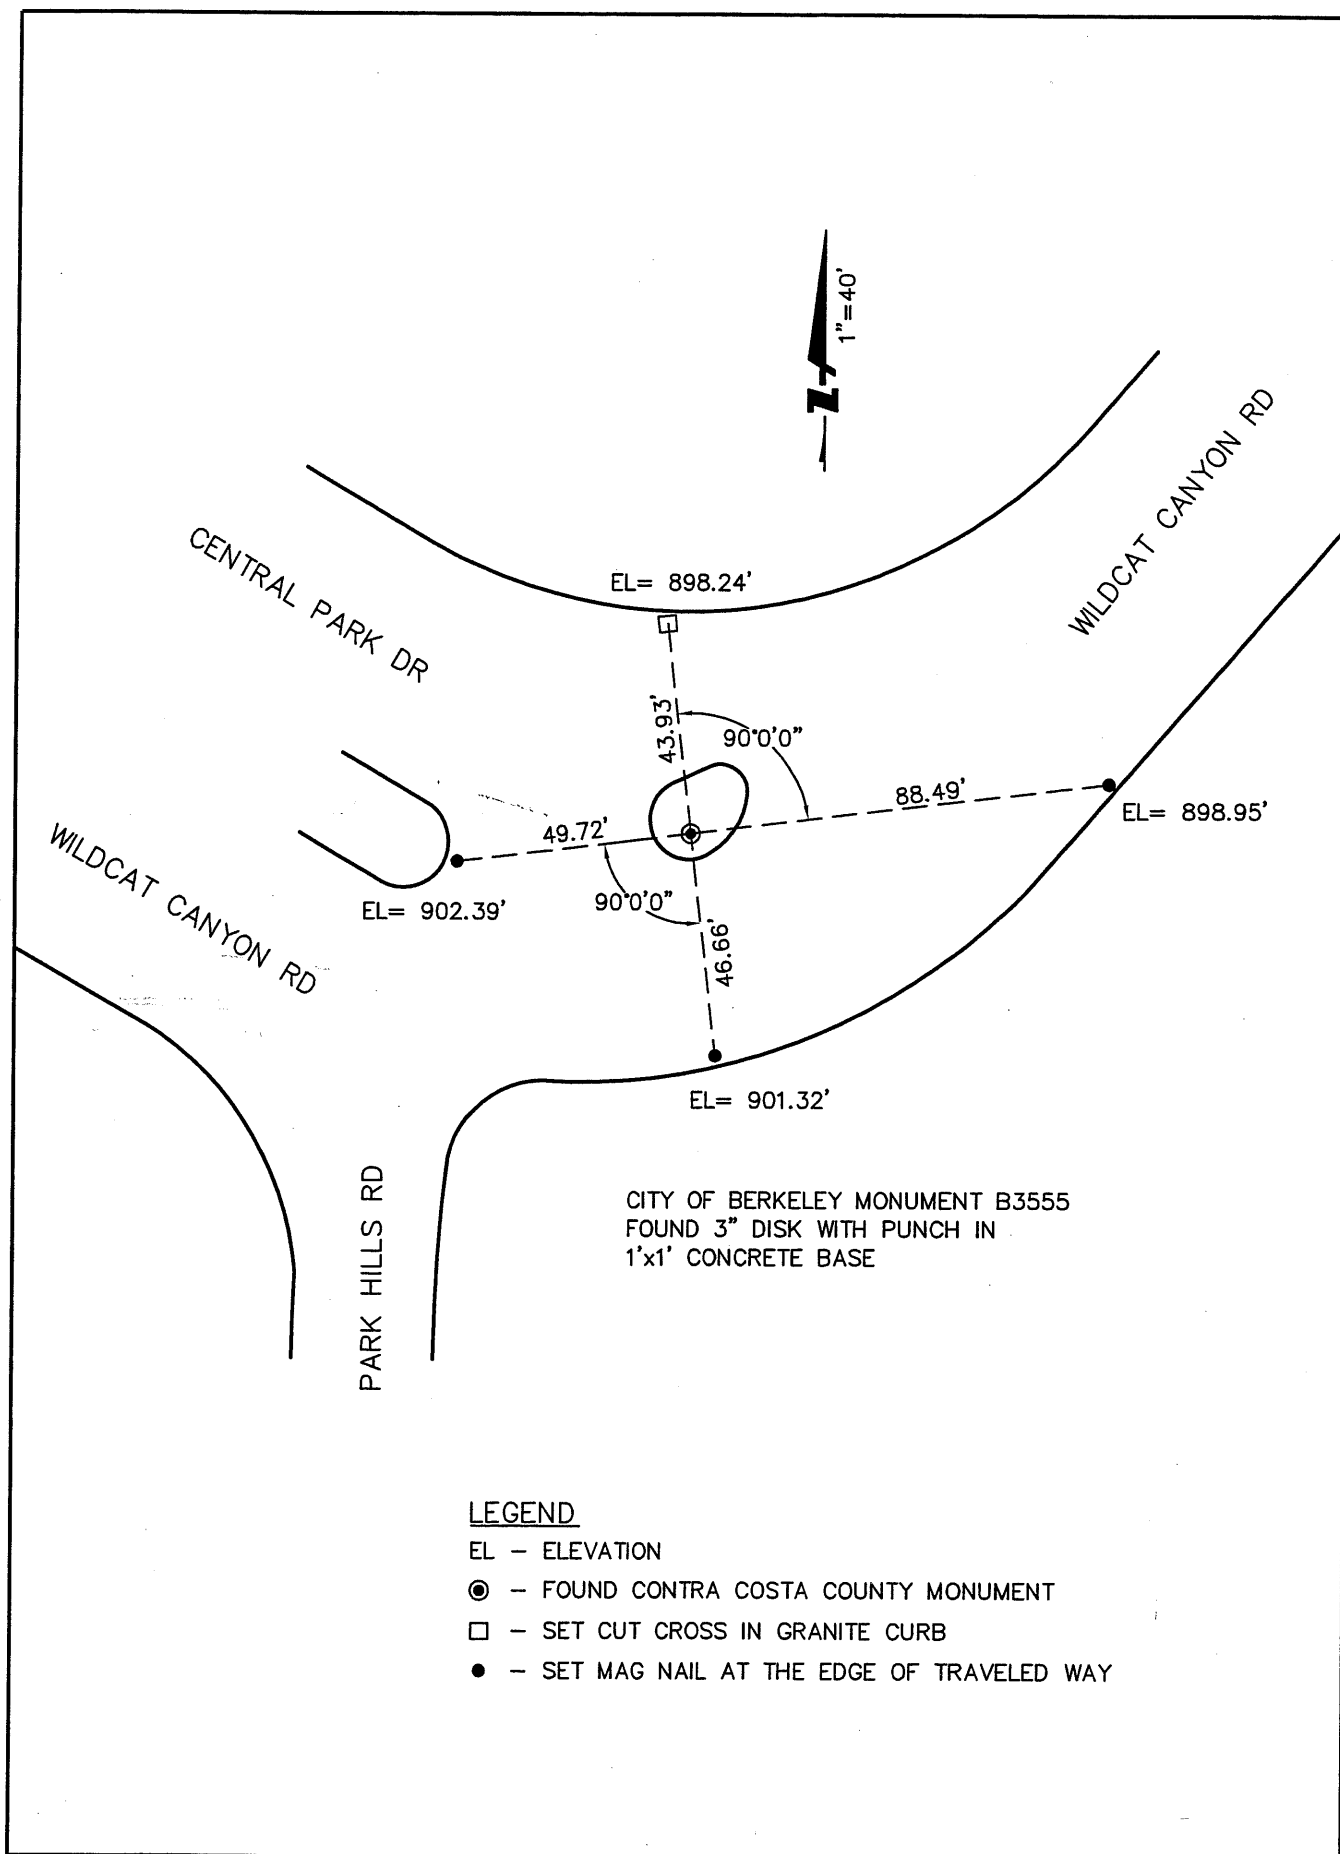 1"=40'
N
WILDCAT CANYON RD
CENTRAL PARK DR
EL= 898.24'
43.93'
90°0'0"
88.49'
EL= 898.95'
49.72'
WILDCAT CANYON RD
EL= 902.39'
90°0'0"
46.66'
EL= 901.32'
PARK HILLS RD
CITY OF BERKELEY MONUMENT B3555
FOUND 3" DISK WITH PUNCH IN
1'x1' CONCRETE BASE
LEGEND
EL – ELEVATION
– FOUND CONTRA COSTA COUNTY MONUMENT
– SET CUT CROSS IN GRANITE CURB
– SET MAG NAIL AT THE EDGE OF TRAVELED WAY